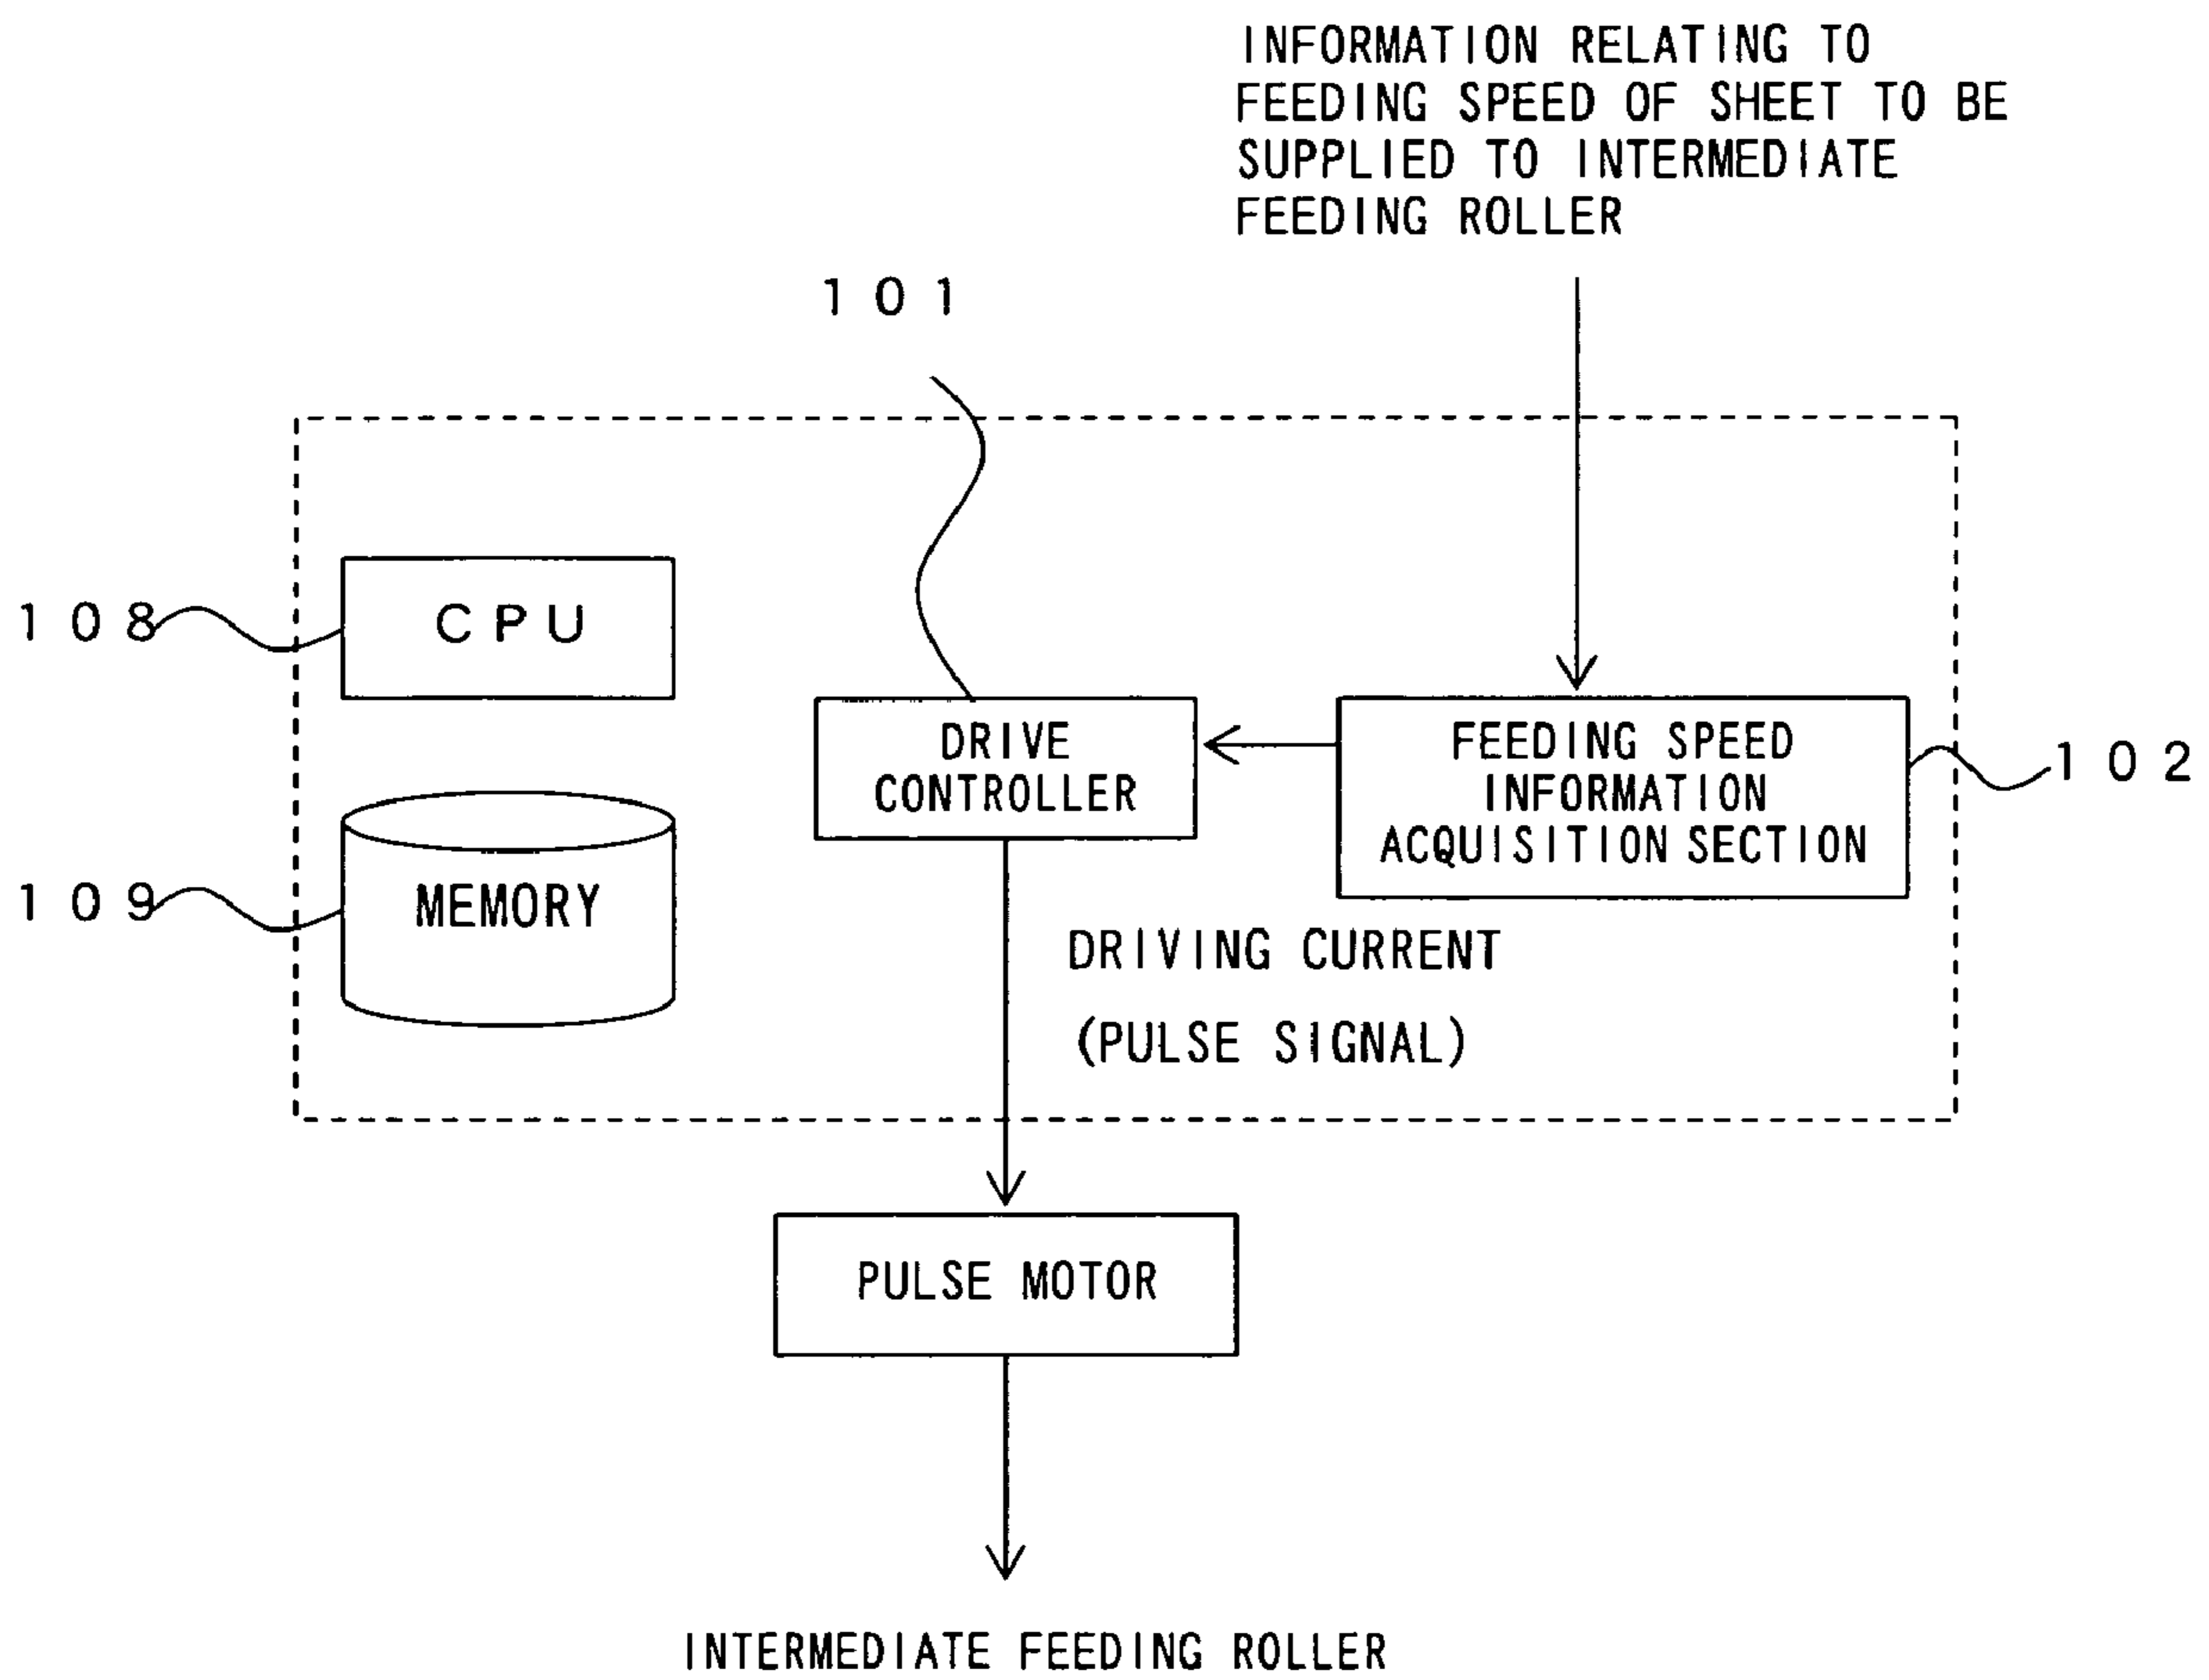 INFORMATION RELATING TO
FEEDING SPEED OF SHEET TO BE
SUPPLIED TO INTERMEDIATE
FEEDING ROLLER
101
108
CPU
DRIVE
CONTROLLER
FEEDING SPEED
INFORMATION
ACQUISITION SECTION
102
109
MEMORY
DRIVING CURRENT
(PULSE SIGNAL)
PULSE MOTOR
INTERMEDIATE FEEDING ROLLER